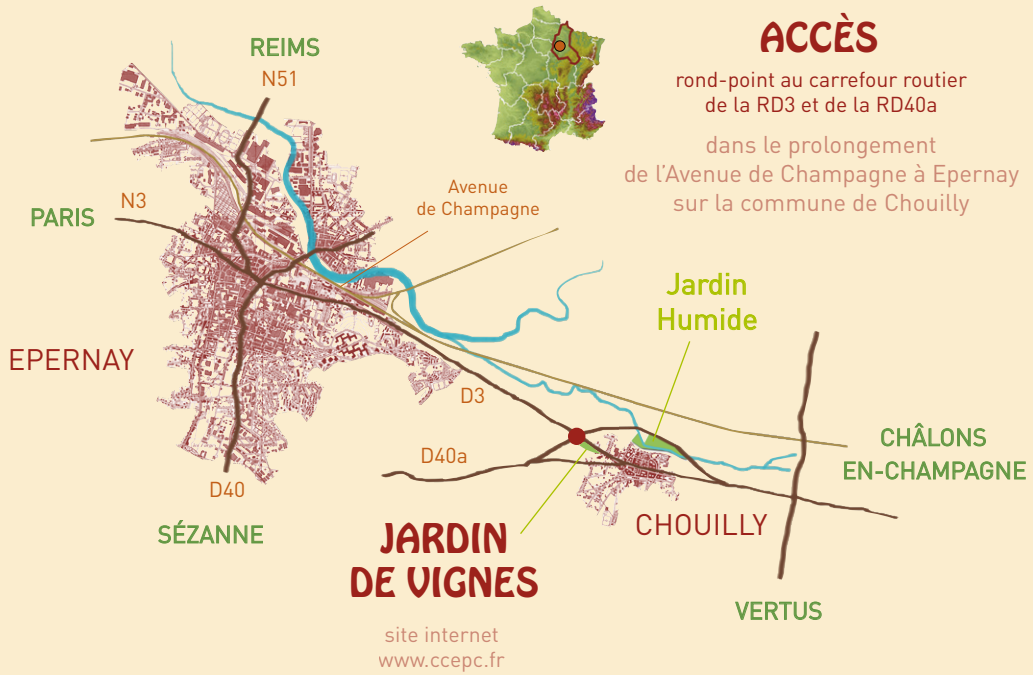 ACCÈS
rond-point au carrefour routier
de la RD3 et de la RD40a
dans le prolongement
de l'Avenue de Champagne à Epernay
sur la commune de Chouilly
REIMS
N51
PARIS
N3
Avenue
de Champagne
EPERNAY
Jardin
Humide
D3
D40a
D40
SÉZANNE
CHÂLONS
EN-CHAMPAGNE
CHOUILLY
JARDIN
DE VIGNES
VERTUS
site internet
www.ccepc.fr